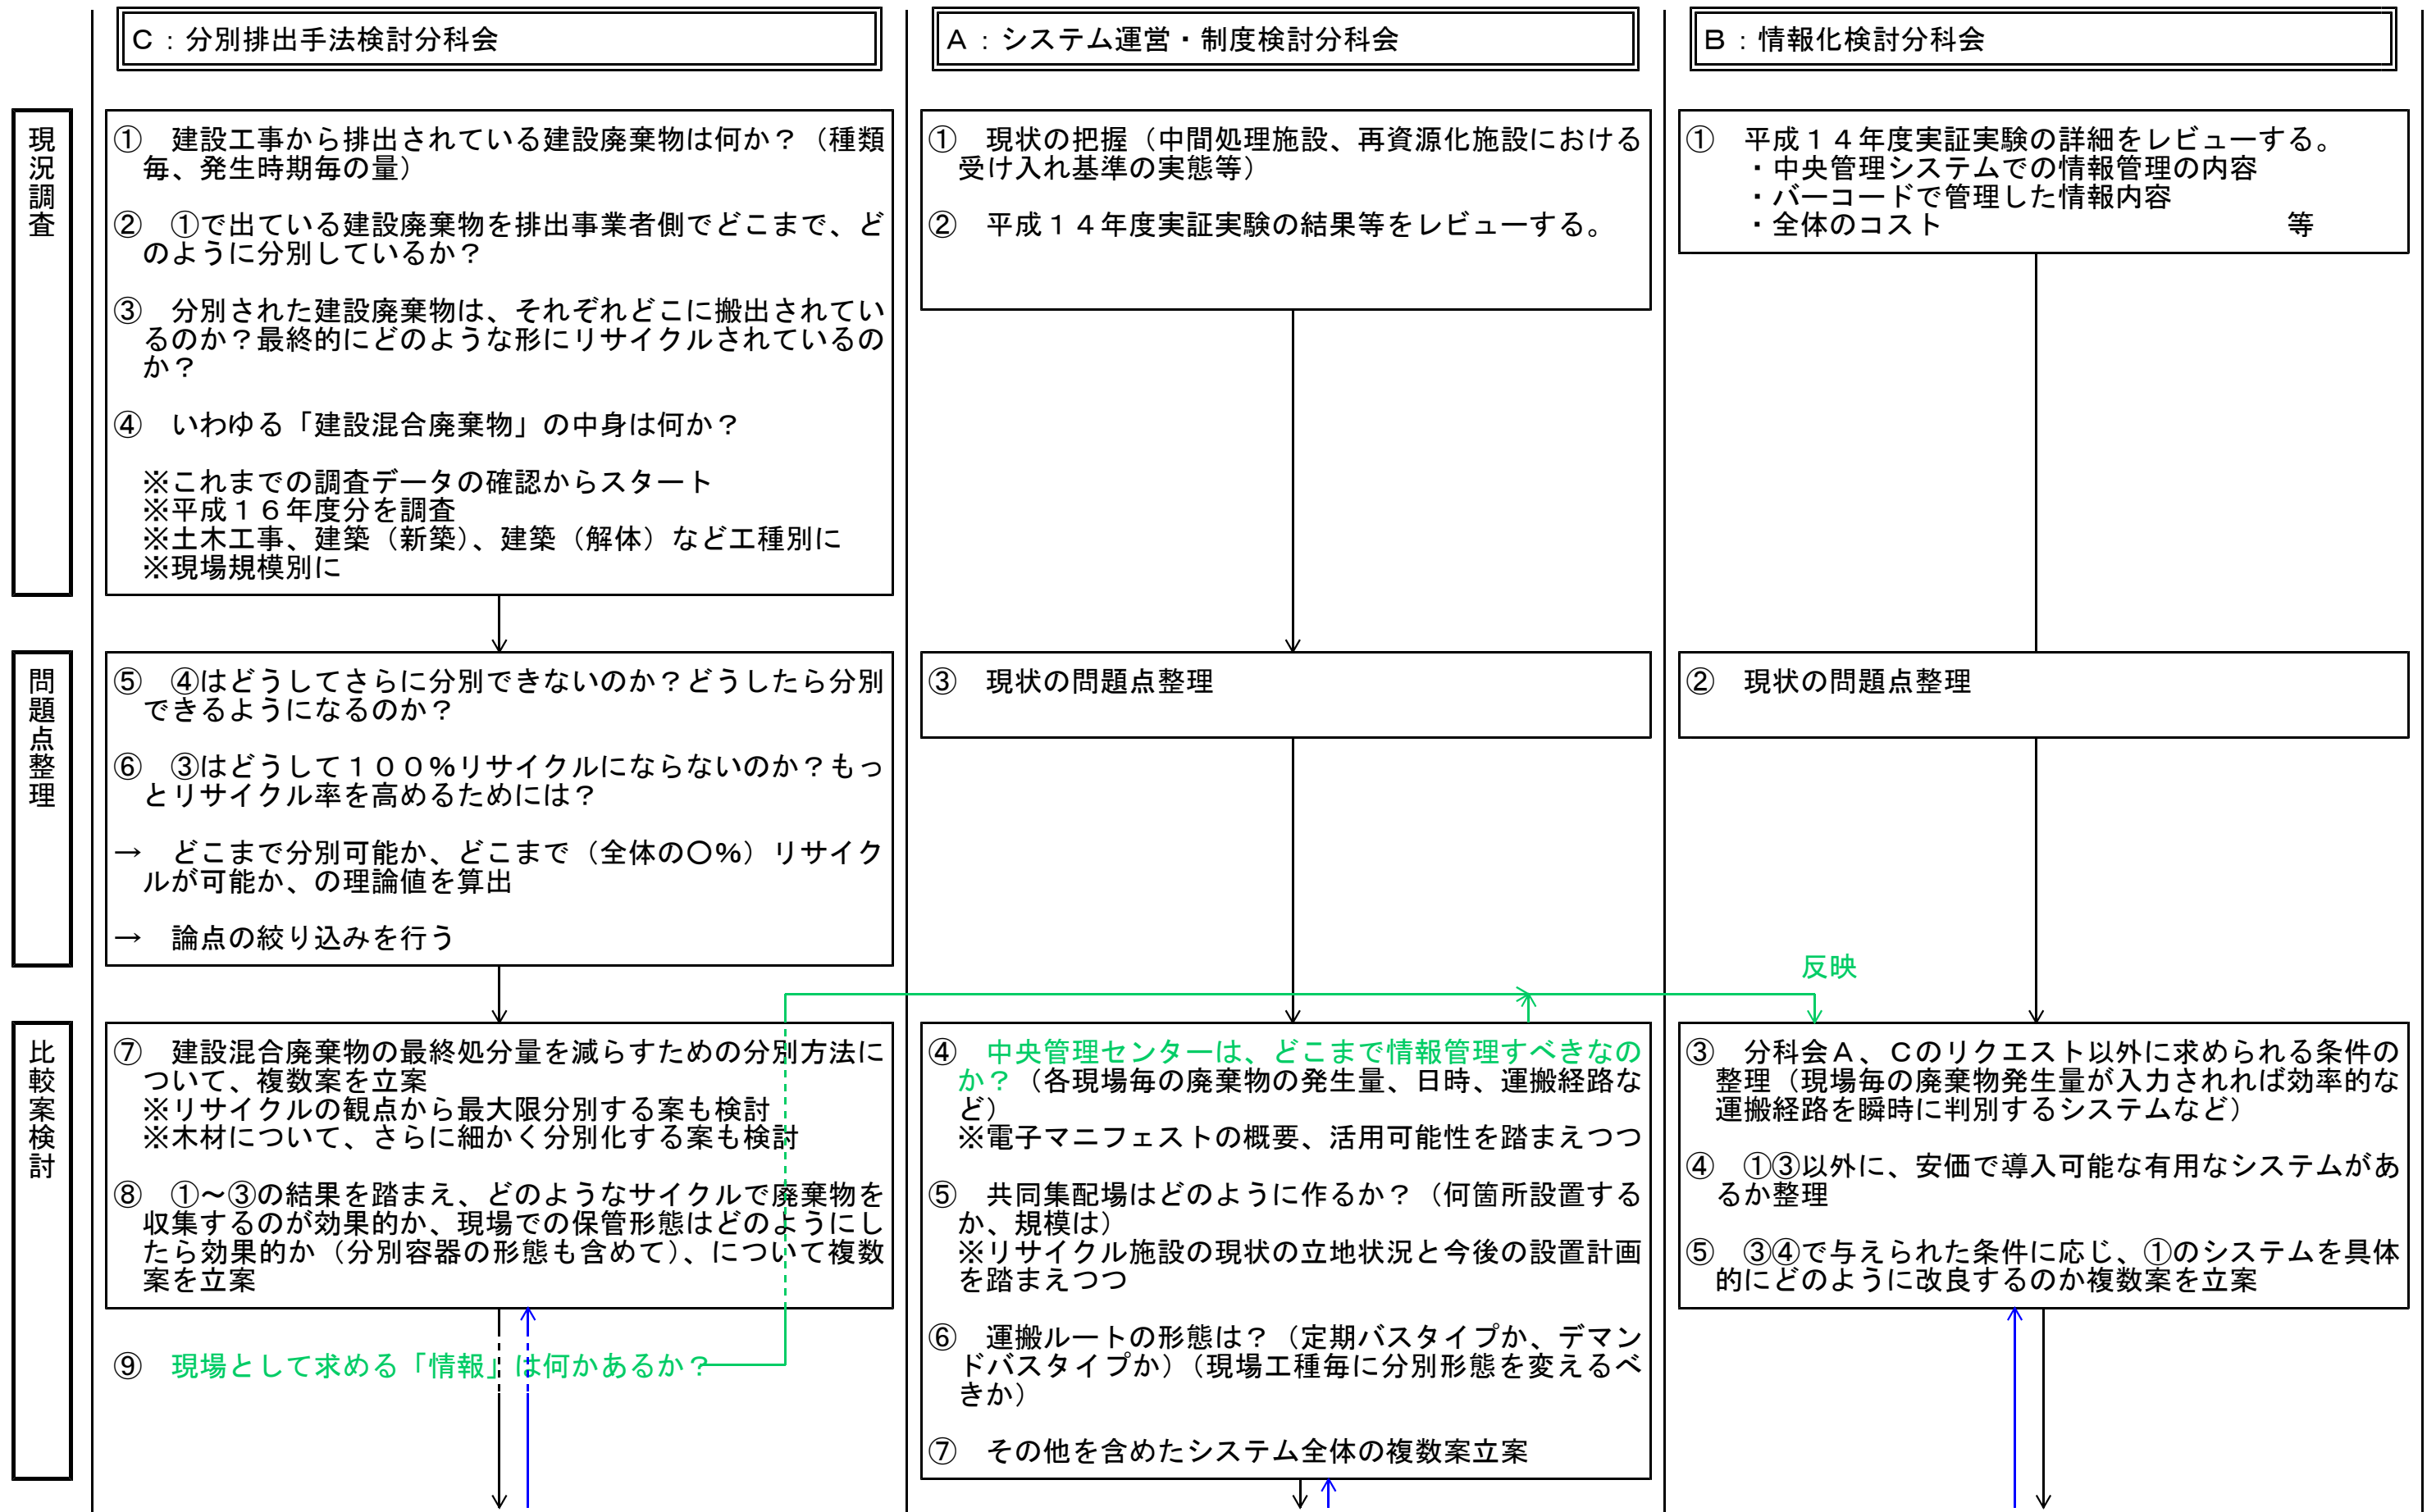 C：分別排出手法検討分科会
A：システム運営・制度検討分科会
B：情報化検討分科会
現況調査
①　建設工事から排出されている建設廃棄物は何か？（種類
毎、発生時期毎の量）
②　①で出ている建設廃棄物を排出事業者側でどこまで、ど
のように分別しているか？
③　分別された建設廃棄物は、それぞれどこに搬出されてい
るのか？最終的にどのような形にリサイクルされているの
か？
④　いわゆる「建設混合廃棄物」の中身は何か？
※これまでの調査データの確認からスタート
※平成１６年度分を調査
※土木工事、建築（新築）、建築（解体）など工種別に
※現場規模別に
①　現状の把握（中間処理施設、再資源化施設における
受け入れ基準の実態等）
②　平成１４年度実証実験の結果等をレビューする。
①　平成１４年度実証実験の詳細をレビューする。
・中央管理システムでの情報管理の内容
・バーコードで管理した情報内容
・全体のコスト　　　　　　　　　　　　等
問題点整理
⑤　④はどうしてさらに分別できないのか？どうしたら分別
できるようになるのか？
⑥　③はどうして１００％リサイクルにならないのか？もっ
とリサイクル率を高めるためには？
→　どこまで分別可能か、どこまで（全体の〇％）リサイク
ルが可能か、の理論値を算出
→　論点の絞り込みを行う
③　現状の問題点整理
②　現状の問題点整理
反映
比較案検討
⑦　建設混合廃棄物の最終処分量を減らすための分別方法に
ついて、複数案を立案
※リサイクルの観点から最大限分別する案も検討
※木材について、さらに細かく分別化する案も検討
⑧　①～③の結果を踏まえ、どのようなサイクルで廃棄物を
収集するのが効果的か、現場での保管形態はどのようにし
たら効果的か（分別容器の形態も含めて）、について複数
案を立案
⑨　現場として求める「情報」は何かあるか？
④　中央管理センターは、どこまで情報管理すべきなの
か？（各現場毎の廃棄物の発生量、日時、運搬経路な
ど）
※電子マニフェストの概要、活用可能性を踏まえつつ
⑤　共同集配場はどのように作るか？（何箇所設置する
か、規模は）
※リサイクル施設の現状の立地状況と今後の設置計画
を踏まえつつ
⑥　運搬ルートの形態は？（定期バスタイプか、デマン
ドバスタイプか）（現場工種毎に分別形態を変えるべ
きか）
⑦　その他を含めたシステム全体の複数案立案
③　分科会Ａ、Ｃのリクエスト以外に求められる条件の
整理（現場毎の廃棄物発生量が入力されれば効率的な
運搬経路を瞬時に判別するシステムなど）
④　①③以外に、安価で導入可能な有用なシステムがあ
るか整理
⑤　③④で与えられた条件に応じ、①のシステムを具体
的にどのように改良するのか複数案を立案